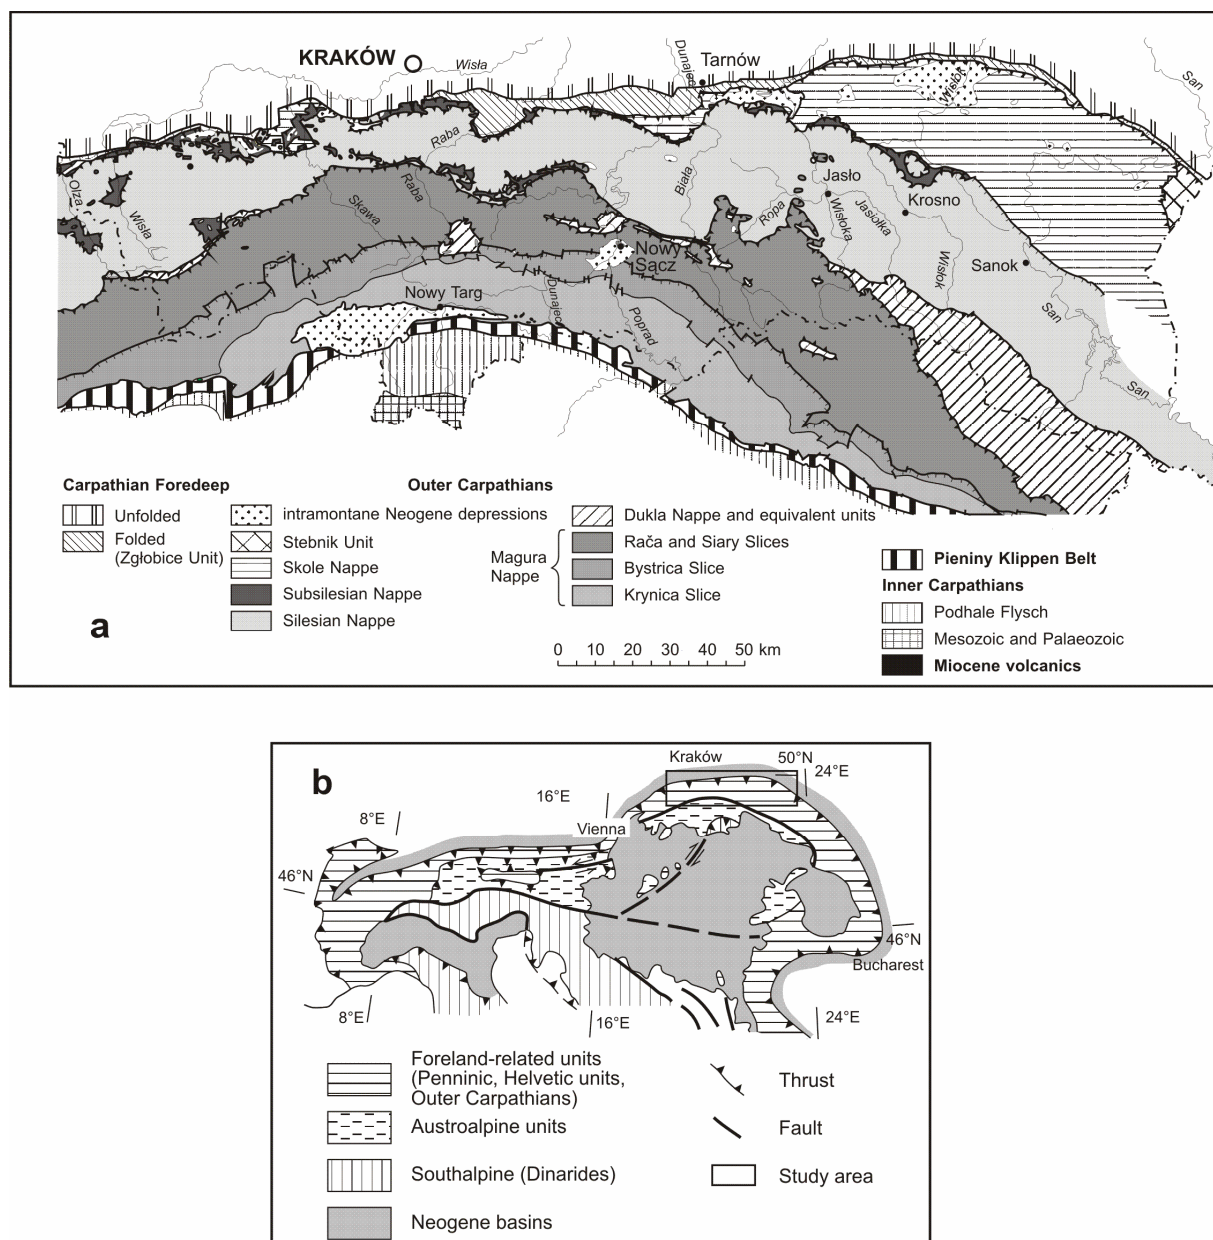 KRAKÓW
Wisła
Dunajec
Tarnów
Wisłok
San
Raba
Olza
Wisła
Skawa
Raba
Biała
Ropa
Jasło
Wisłoka
Jasiołka
Krosno
Wisłok
Sanok
San
San
Nowy
Sącz
Nowy Targ
Dunajec
Poprad
Carpathian Foredeep
Unfolded
Folded
(Zgłobice Unit)
Outer Carpathians
intramontane Neogene depressions
Stebnik Unit
Skole Nappe
Subsilesian Nappe
Silesian Nappe
Dukla Nappe and equivalent units
Magura
Nappe
Rača and Siary Slices
Bystrica Slice
Krynica Slice
Pieniny Klippen Belt
Inner Carpathians
Podhale Flysch
Mesozoic and Palaeozoic
Miocene volcanics
0 10 20 30 40 50 km
a
b
Kraków
50°N
24°E
16°E
8°E
Vienna
46°N
46°N
Bucharest
8°E
16°E
24°E
Foreland-related units
(Penninic, Helvetic units,
Outer Carpathians)
Austroalpine units
Southalpine (Dinarides)
Neogene basins
Thrust
Fault
Study area